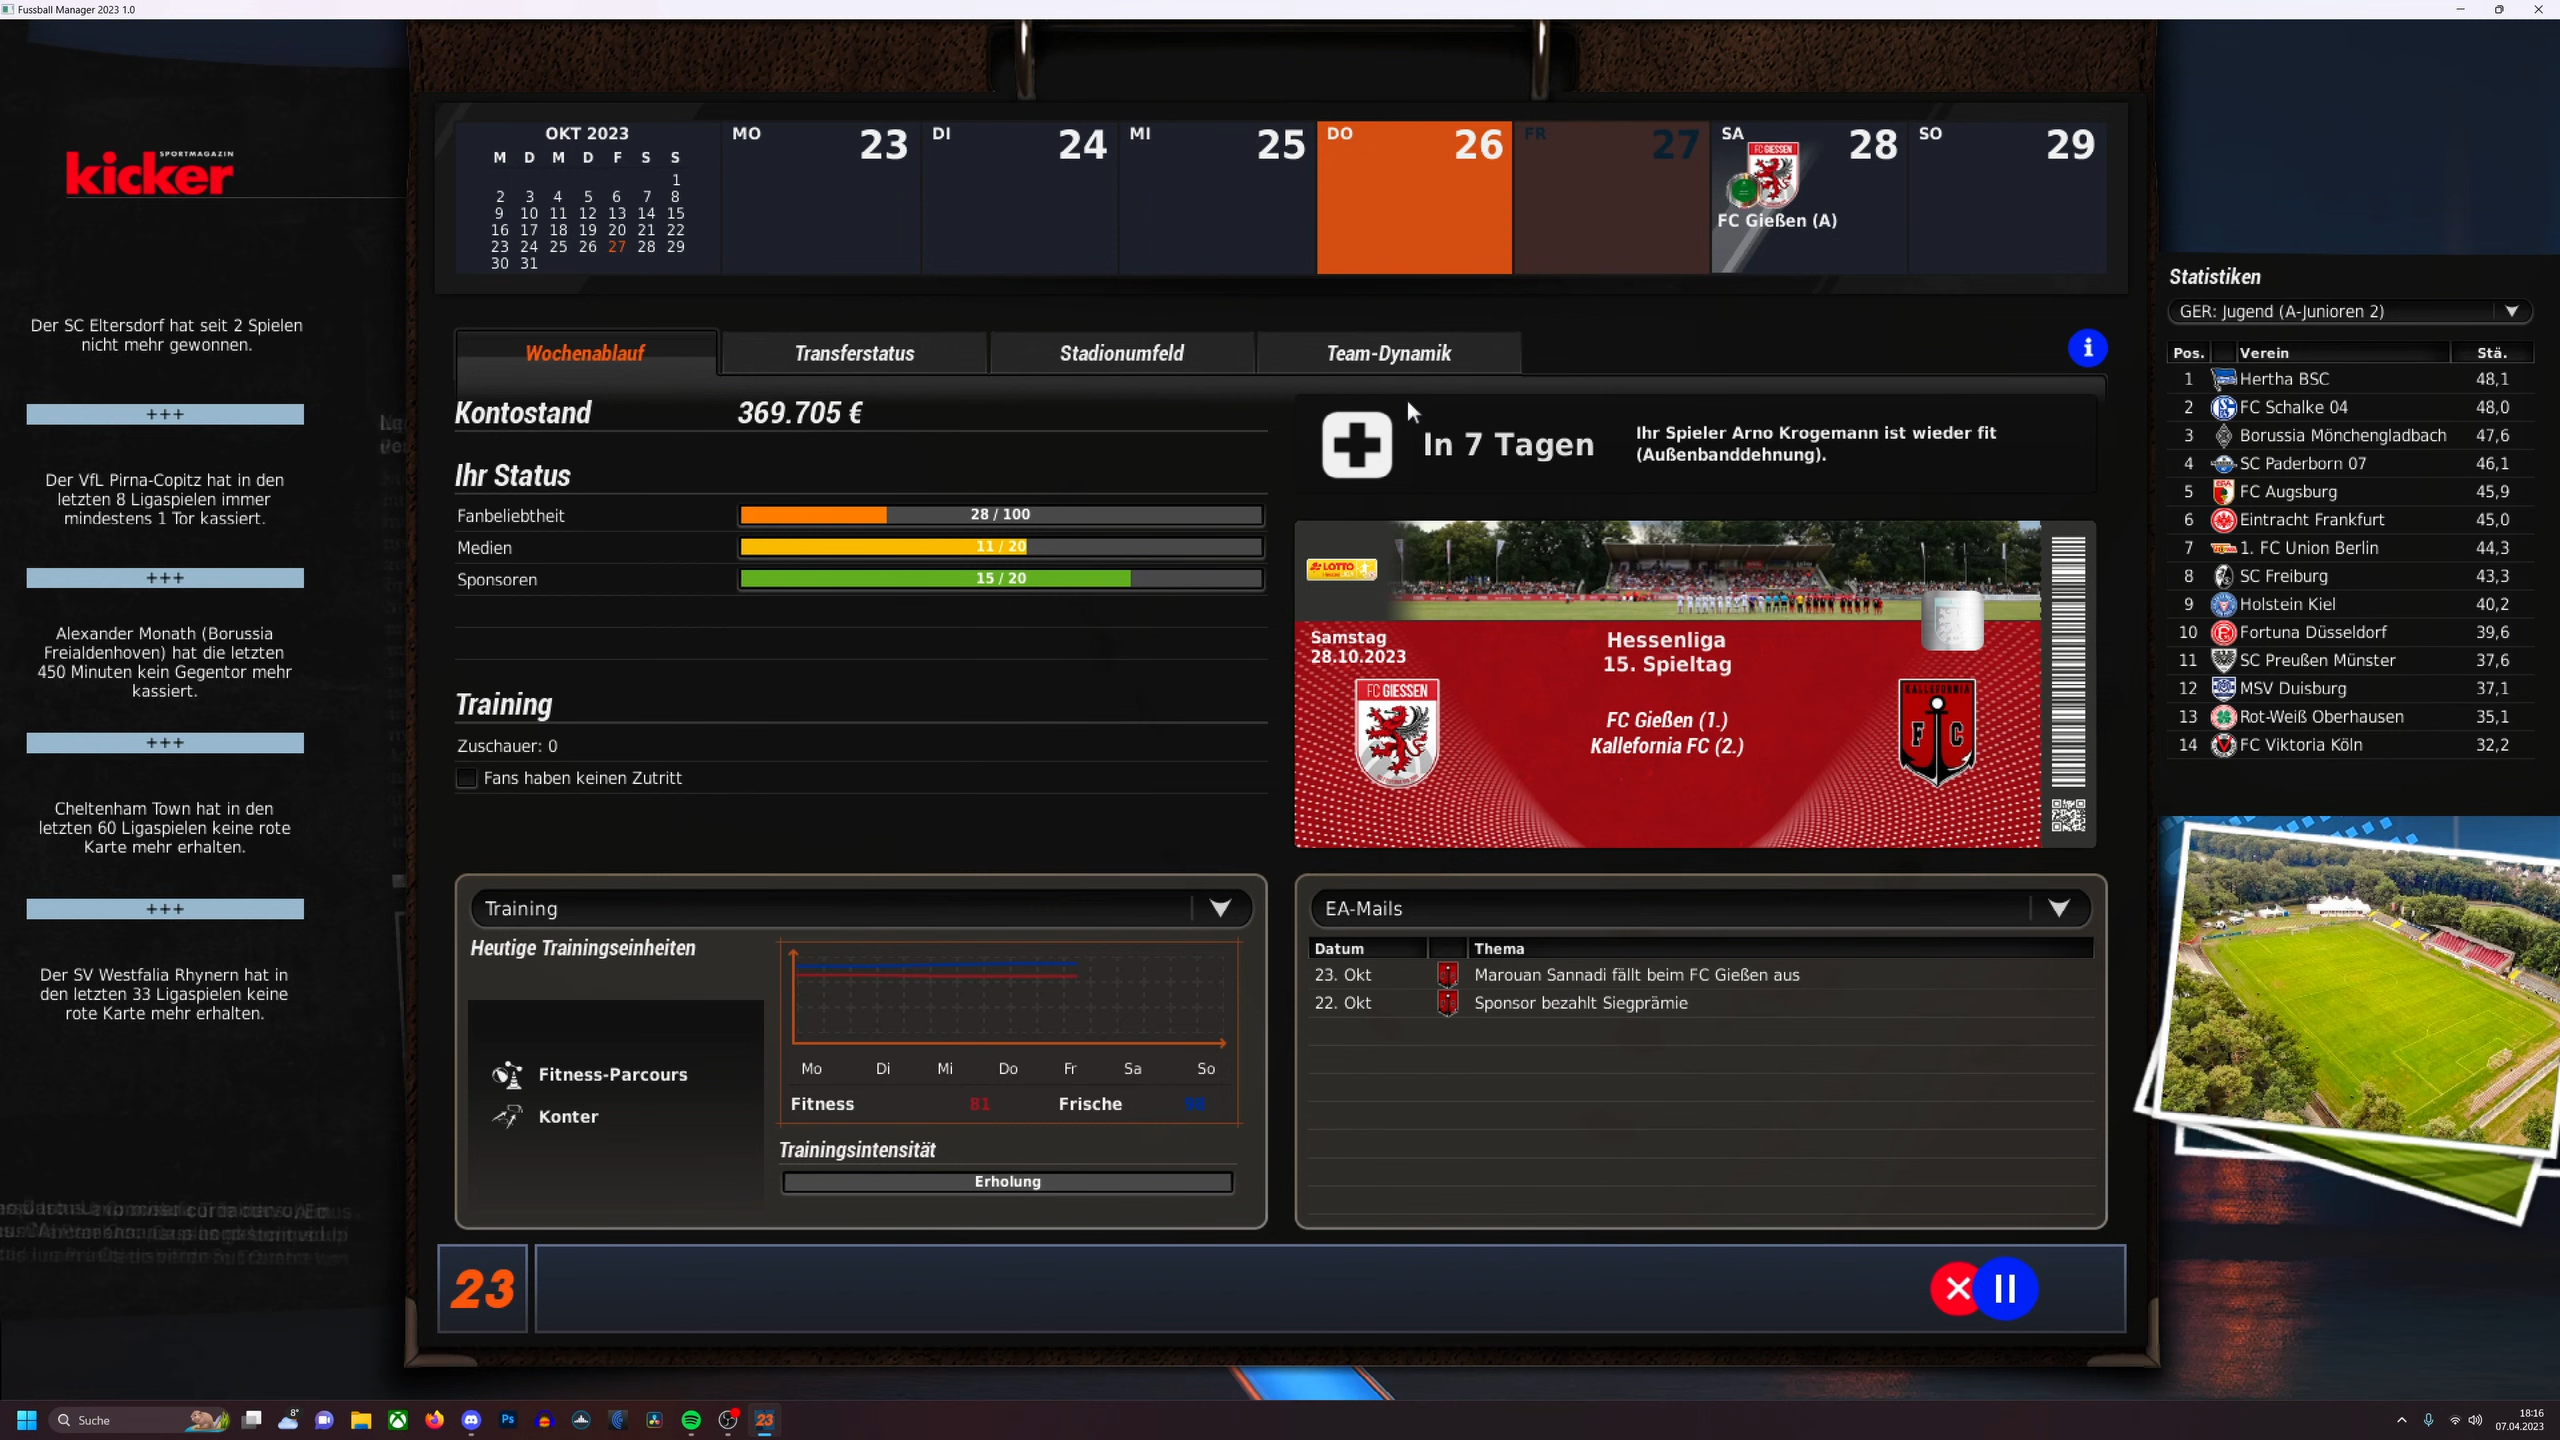 Fussball Manager 2023 1.0
kicker
SPORTMAGAZIN
Der SC Eltersdorf hat seit 2 Spielen
nicht mehr gewonnen.
+++
Der VfL Pirna-Copitz hat in den
letzten 8 Ligaspielen immer
mindestens 1 Tor kassiert.
+++
Alexander Monath (Borussia
Freialdenhoven) hat die letzten
450 Minuten kein Gegentor mehr
kassiert.
+++
Cheltenham Town hat in den
letzten 60 Ligaspielen keine rote
Karte mehr erhalten.
+++
Der SV Westfalia Rhynern hat in
den letzten 33 Ligaspielen keine
rote Karte mehr erhalten.
OKT 2023
M D M D F S S
1
2 3 4 5 6 7 8
9 10 11 12 13 14 15
16 17 18 19 20 21 22
23 24 25 26 27 28 29
30 31
MO 23
DI 24
MI 25
DO 26
FR 27
SA 28
FC GIESSEN
FC Gießen (A)
SO 29
Wochenablauf
Transferstatus
Stadionumfeld
Team-Dynamik
i
Kontostand 369.705 €
Ihr Status
Fanbeliebtheit 28 / 100
Medien 11 / 20
Sponsoren 15 / 20
Training
Zuschauer: 0
Fans haben keinen Zutritt
In 7 Tagen
Ihr Spieler Arno Krogemann ist wieder fit
(Außenbanddehnung).
LOTTO
Samstag
28.10.2023
Hessenliga
15. Spieltag
FC GIESSEN
FC Gießen (1.)
Kallefornia FC (2.)
KALLEFORNIA
F C
Training
Heutige Trainingseinheiten
Fitness-Parcours
Konter
Mo Di Mi Do Fr Sa So
Fitness 81 Frische
Trainingsintensität
Erholung
EA-Mails
Datum Thema
23. Okt Marouan Sannadi fällt beim FC Gießen aus
22. Okt Sponsor bezahlt Siegprämie
23
Statistiken
GER: Jugend (A-Junioren 2)
Pos. Verein Stä.
1 Hertha BSC 48,1
2 FC Schalke 04 48,0
3 Borussia Mönchengladbach 47,6
4 SC Paderborn 07 46,1
5 FC Augsburg 45,9
6 Eintracht Frankfurt 45,0
7 1. FC Union Berlin 44,3
8 SC Freiburg 43,3
9 Holstein Kiel 40,2
10 Fortuna Düsseldorf 39,6
11 SC Preußen Münster 37,6
12 MSV Duisburg 37,1
13 Rot-Weiß Oberhausen 35,1
14 FC Viktoria Köln 32,2
Suche
8°
Ps
23
18:16
07.04.2023